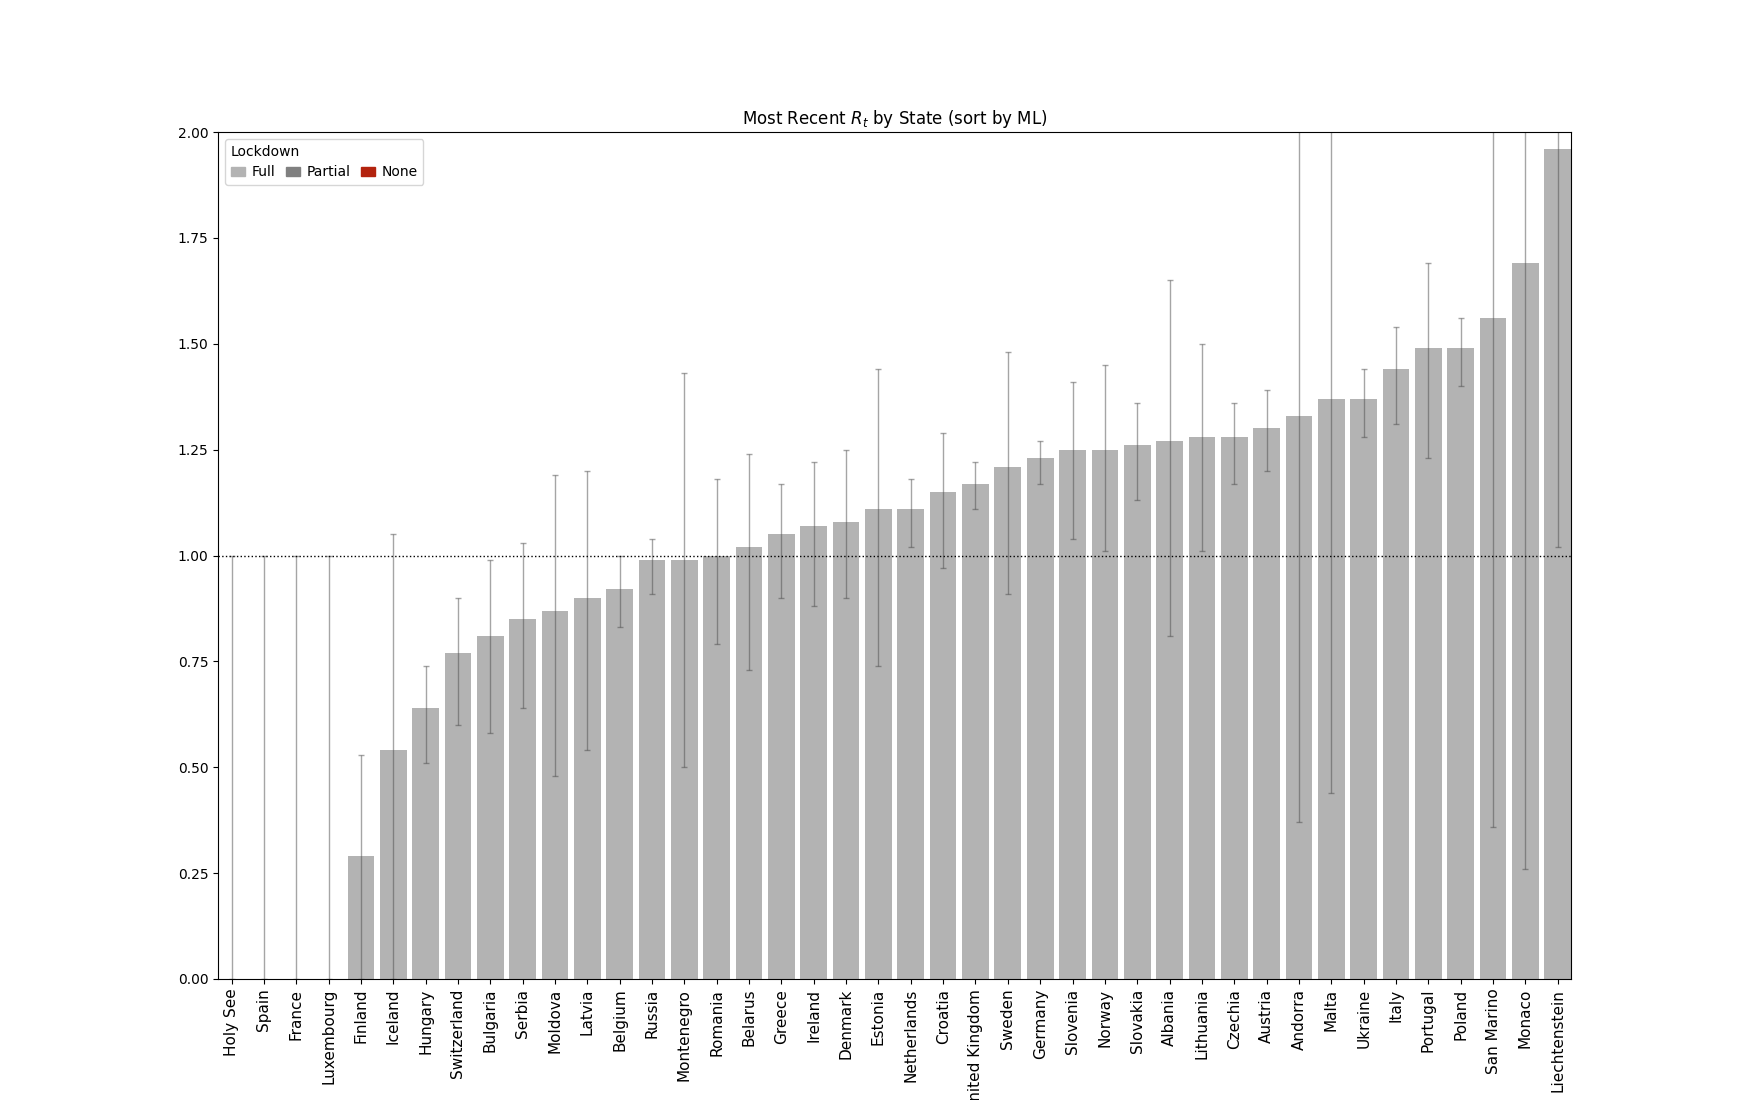 Most Recent Rt by State (sort by ML)
2.00
Lockdown
Full Partial None
1.75
1.50
1.25
1.00
0.75
0.50
0.25
0.00
Holy See
Spain
France
Luxembourg
Finland
Iceland
Hungary
Switzerland
Bulgaria
Serbia
Moldova
Latvia
Belgium
Russia
Montenegro
Romania
Belarus
Greece
Ireland
Denmark
Estonia
Netherlands
Croatia
nited Kingdom
Sweden
Germany
Slovenia
Norway
Slovakia
Albania
Lithuania
Czechia
Austria
Andorra
Malta
Ukraine
Italy
Portugal
Poland
San Marino
Monaco
Liechtenstein